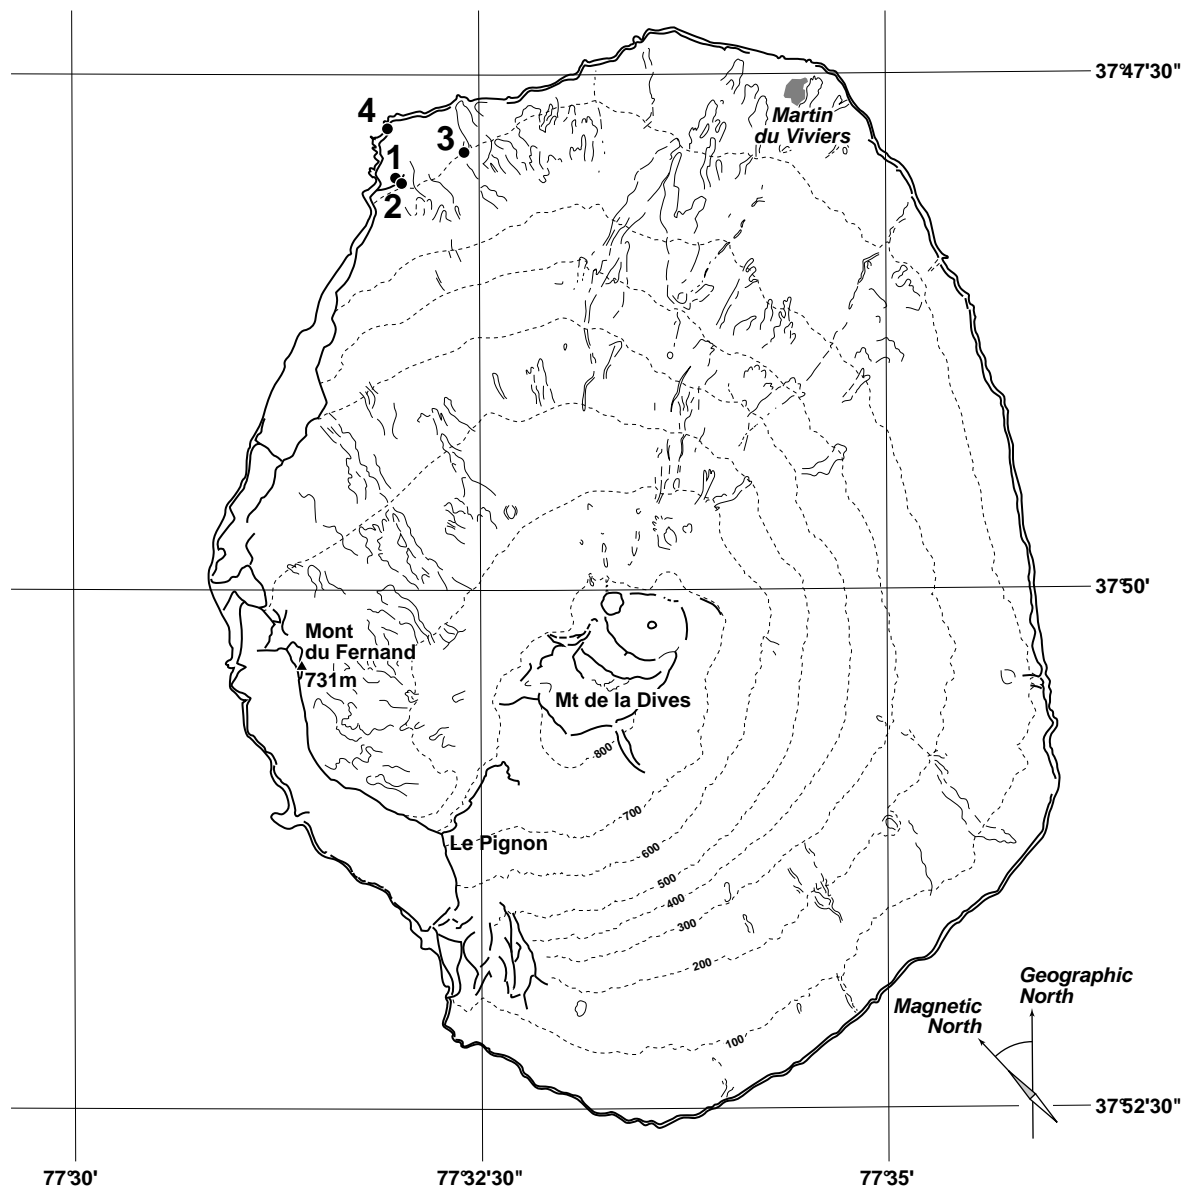 37°47'30"
Martin
du Viviers
4
3
1
2
37°50'
Mont
du Fernand
731m
Mt de la Dives
800
700
Le Pignon
600
500
400
300
200
100
Geographic
North
Magnetic
North
37°52'30"
77°30'
77°32'30"
77°35'